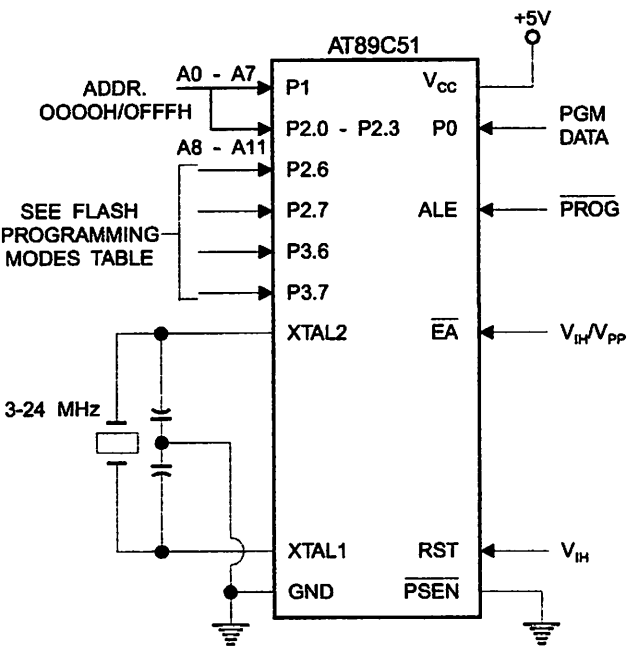 +5V
AT89C51
A0 - A7
ADDR.
OOOOH/OFFFH
P1
VCC
P2.0 - P2.3
P0
PGM
DATA
A8 - A11
P2.6
SEE FLASH
PROGRAMMING
MODES TABLE
P2.7
ALE
PROG
P3.6
P3.7
XTAL2
EA
VIH/VPP
3-24 MHz
XTAL1
RST
VIH
GND
PSEN